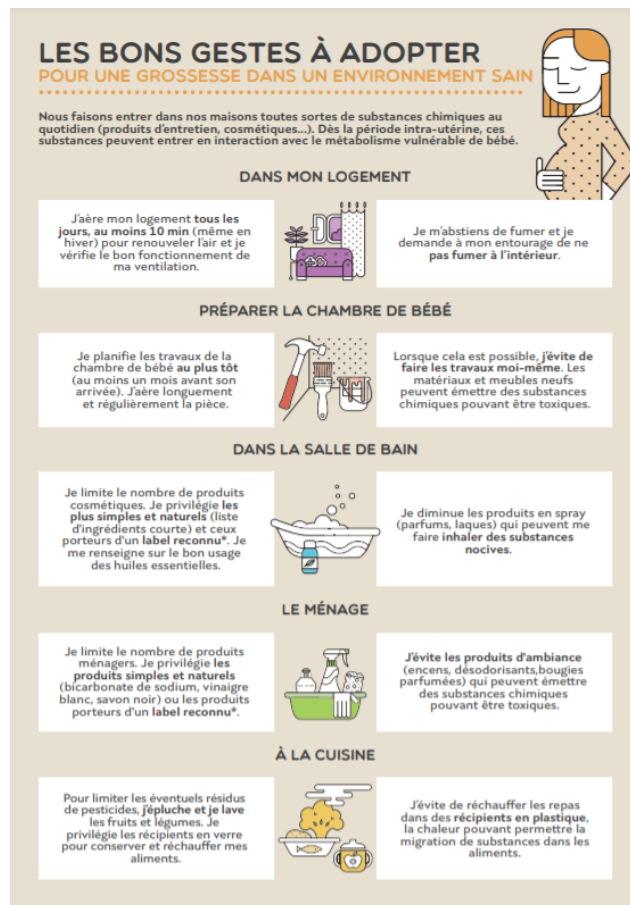 LES BONS GESTES À ADOPTER
POUR UNE GROSSESSE DANS UN ENVIRONNEMENT SAIN
Nous faisons entrer dans nos maisons toutes sortes de substances chimiques au
quotidien (produits d'entretien, cosmétiques...). Dès la période intra-utérine, ces
substances peuvent entrer en interaction avec le métabolisme vulnérable de bébé.
DANS MON LOGEMENT
J'aère mon logement tous les
jours, au moins 10 min (même en
hiver) pour renouveler l'air et je
vérifie le bon fonctionnement de
ma ventilation.
Je m'abstiens de fumer et je
demande à mon entourage de ne
pas fumer à l'intérieur.
PRÉPARER LA CHAMBRE DE BÉBÉ
Je planifie les travaux de la
chambre de bébé au plus tôt
(au moins un mois avant son
arrivée). J'aère longuement
et régulièrement la pièce.
Lorsque cela est possible, j'évite de
faire les travaux moi-même. Les
matériaux et meubles neufs
peuvent émettre des substances
chimiques pouvant être toxiques.
DANS LA SALLE DE BAIN
Je limite le nombre de produits
cosmétiques. Je privilégie les
plus simples et naturels (liste
d'ingrédients courte) et ceux
porteurs d'un label reconnu*. Je
me renseigne sur le bon usage
des huiles essentielles.
Je diminue les produits en spray
(parfums, laques) qui peuvent me
faire inhaler des substances
nocives.
LE MÉNAGE
Je limite le nombre de produits
ménagers. Je privilégie les
produits simples et naturels
(bicarbonate de sodium, vinaigre
blanc, savon noir) ou les produits
porteurs d'un label reconnu*.
J'évite les produits d'ambiance
(encens, désodorisants,bougies
parfumées) qui peuvent émettre
des substances chimiques
pouvant être toxiques.
À LA CUISINE
Pour limiter les éventuels résidus
de pesticides, j'épluche et je lave
les fruits et légumes. Je
privilégie les récipients en verre
pour conserver et réchauffer mes
aliments.
J'évite de réchauffer les repas
dans des récipients en plastique,
la chaleur pouvant permettre la
migration de substances dans les
aliments.